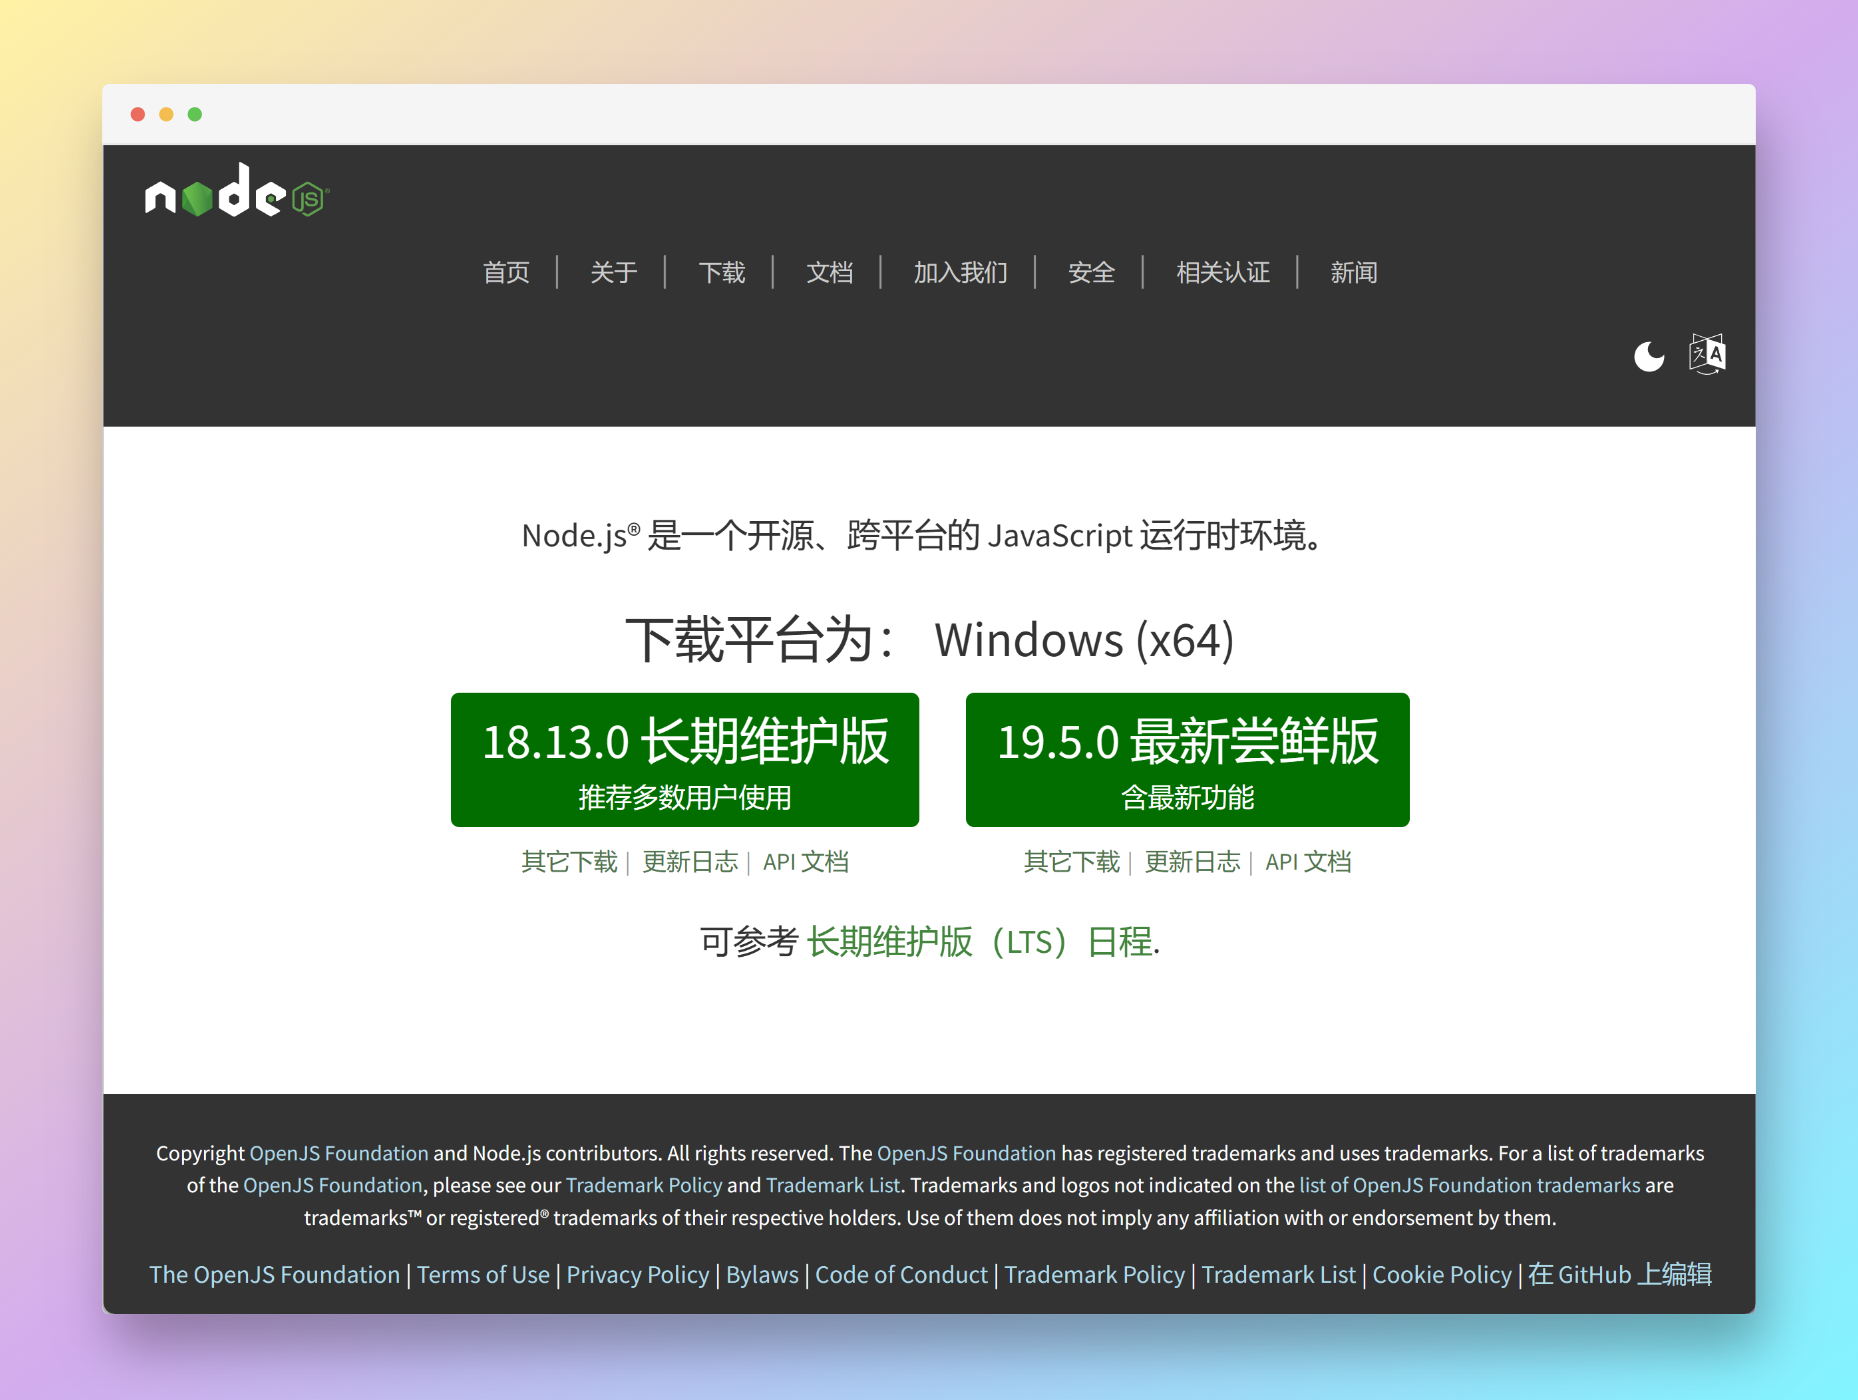 node JS®
首页 | 关于 | 下载 | 文档 | 加入我们 | 安全 | 相关认证 | 新闻
文 A
Node.js® 是一个开源、跨平台的 JavaScript 运行时环境。
下载平台为： Windows (x64)
18.13.0 长期维护版
推荐多数用户使用
其它下载 | 更新日志 | API 文档
19.5.0 最新尝鲜版
含最新功能
其它下载 | 更新日志 | API 文档
可参考 长期维护版（LTS）日程.
Copyright OpenJS Foundation and Node.js contributors. All rights reserved. The OpenJS Foundation has registered trademarks and uses trademarks. For a list of trademarks
of the OpenJS Foundation, please see our Trademark Policy and Trademark List. Trademarks and logos not indicated on the list of OpenJS Foundation trademarks are
trademarks™ or registered® trademarks of their respective holders. Use of them does not imply any affiliation with or endorsement by them.
The OpenJS Foundation | Terms of Use | Privacy Policy | Bylaws | Code of Conduct | Trademark Policy | Trademark List | Cookie Policy | 在 GitHub 上编辑